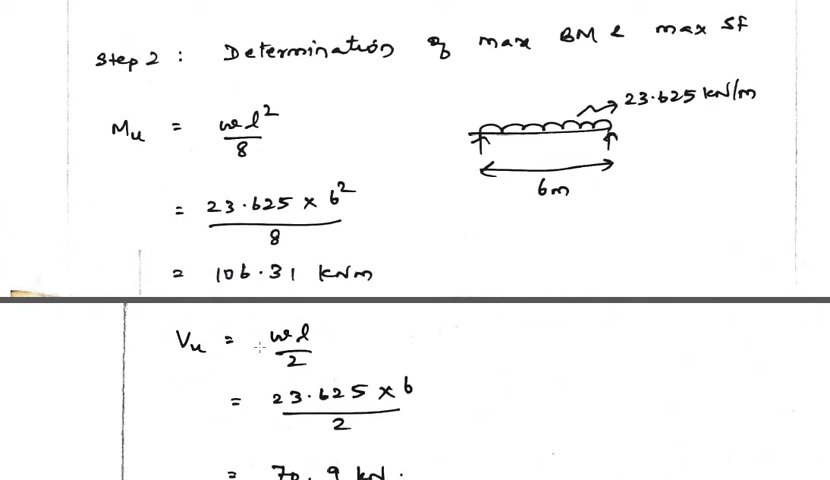 Step 2 : Determination of max BM & max SF
23.625 kN/m
6m
Mu = wl²/8
= 23.625 x 6²/8
= 106.31 kNm
Vu = wl/2
= 23.625 x 6/2
= 70.9 kN.